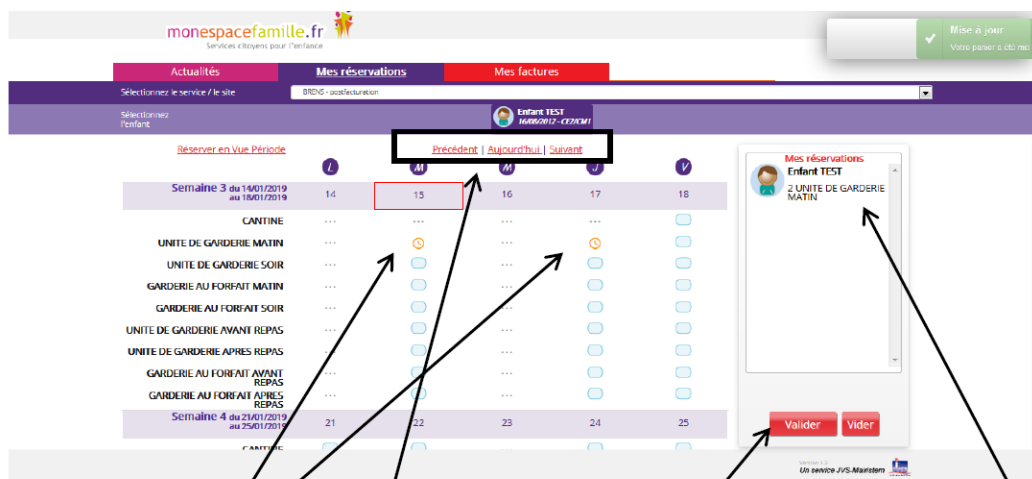 monespacefamille.fr
Services citoyens pour l'enfance
Mise à jour
Votre panier a été mis
Actualités
Mes réservations
Mes factures
Sélectionnez le service / le site
BRENS - postfacturation
Sélectionnez
l'enfant
Enfant TEST
16/08/2012 - CE2/CM1
Réserver en Vue Période
Précédent | Aujourd'hui | Suivant
L M M J V
Semaine 3 du 14/01/2019
au 18/01/2019
14 15 16 17 18
CANTINE ... ... ... ...
UNITE DE GARDERIE MATIN ... ...
UNITE DE GARDERIE SOIR ... ...
GARDERIE AU FORFAIT MATIN ... ...
GARDERIE AU FORFAIT SOIR ... ...
UNITE DE GARDERIE AVANT REPAS ... ...
UNITE DE GARDERIE APRES REPAS ... ...
GARDERIE AU FORFAIT AVANT
REPAS ... ...
GARDERIE AU FORFAIT APRES
REPAS ... ...
Semaine 4 du 21/01/2019
au 25/01/2019
21 22 23 24 25
CANTINE
Mes réservations
Enfant TEST
2 UNITE DE GARDERIE
MATIN
Valider
Vider
Un service JVS-Mairistem